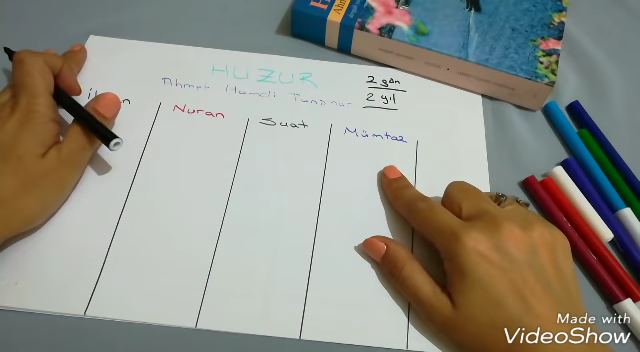 HUZUR
2 gün
Ahmet Hamdi Tanpınar
2 yıl
Nuran
Suat
Mümtaz
Made with
VideoShow